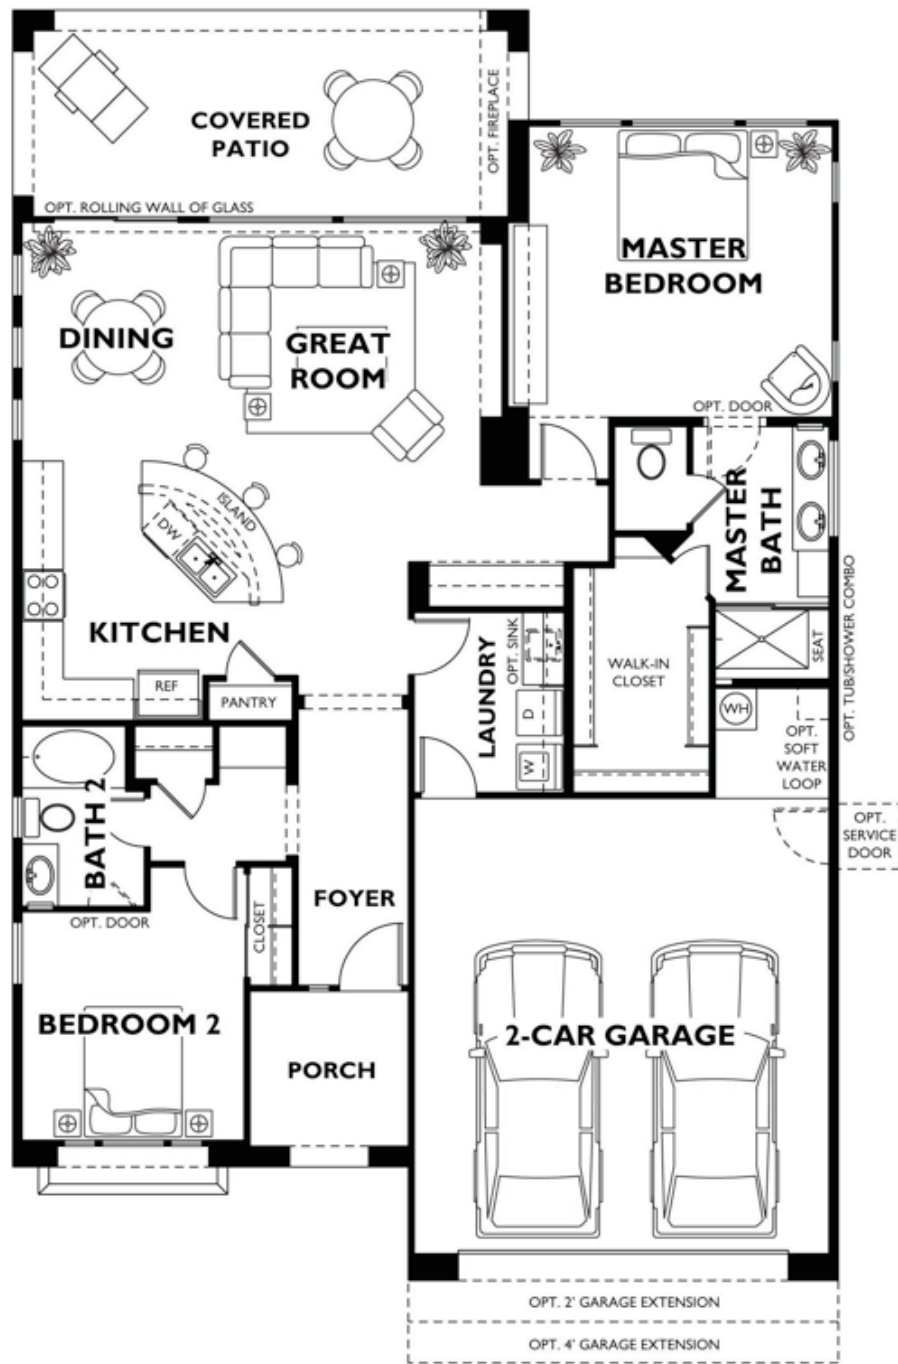 COVERED
PATIO
OPT. FIREPLACE
OPT. ROLLING WALL OF GLASS
MASTER
BEDROOM
DINING
GREAT
ROOM
OPT. DOOR
ISLAND
DW
MASTER
BATH
KITCHEN
REF
PANTRY
LAUNDRY
OPT. SINK
D
W
WALK-IN
CLOSET
SEAT
OPT. TUB/SHOWER COMBO
WH
OPT.
SOFT
WATER
LOOP
BATH 2
OPT.
SERVICE
DOOR
FOYER
OPT. DOOR
CLOSET
BEDROOM 2
PORCH
2-CAR GARAGE
OPT. 2' GARAGE EXTENSION
OPT. 4' GARAGE EXTENSION